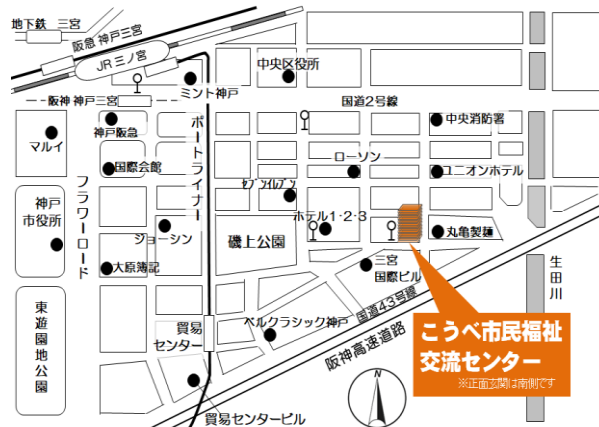 地下鉄 三宮
阪急 神戸三宮
JR 三ノ宮
ミント神戸
中央区役所
阪神 神戸三宮
国道2号線
マルイ
神戸阪急
ポートライナー
中央消防署
国際会館
ローソン
ユニオンホテル
フラワーロード
セブンイレブン
神戸
市役所
ジョーシン
磯上公園
ホテル1・2・3
丸亀製麺
大原簿記
三宮
国際ビル
生田川
国道43号線
東遊園地公園
貿易
センター
ベルクラシック神戸
阪神高速道路
こうべ市民福祉
交流センター
※正面玄関は南側です
N
貿易センタービル